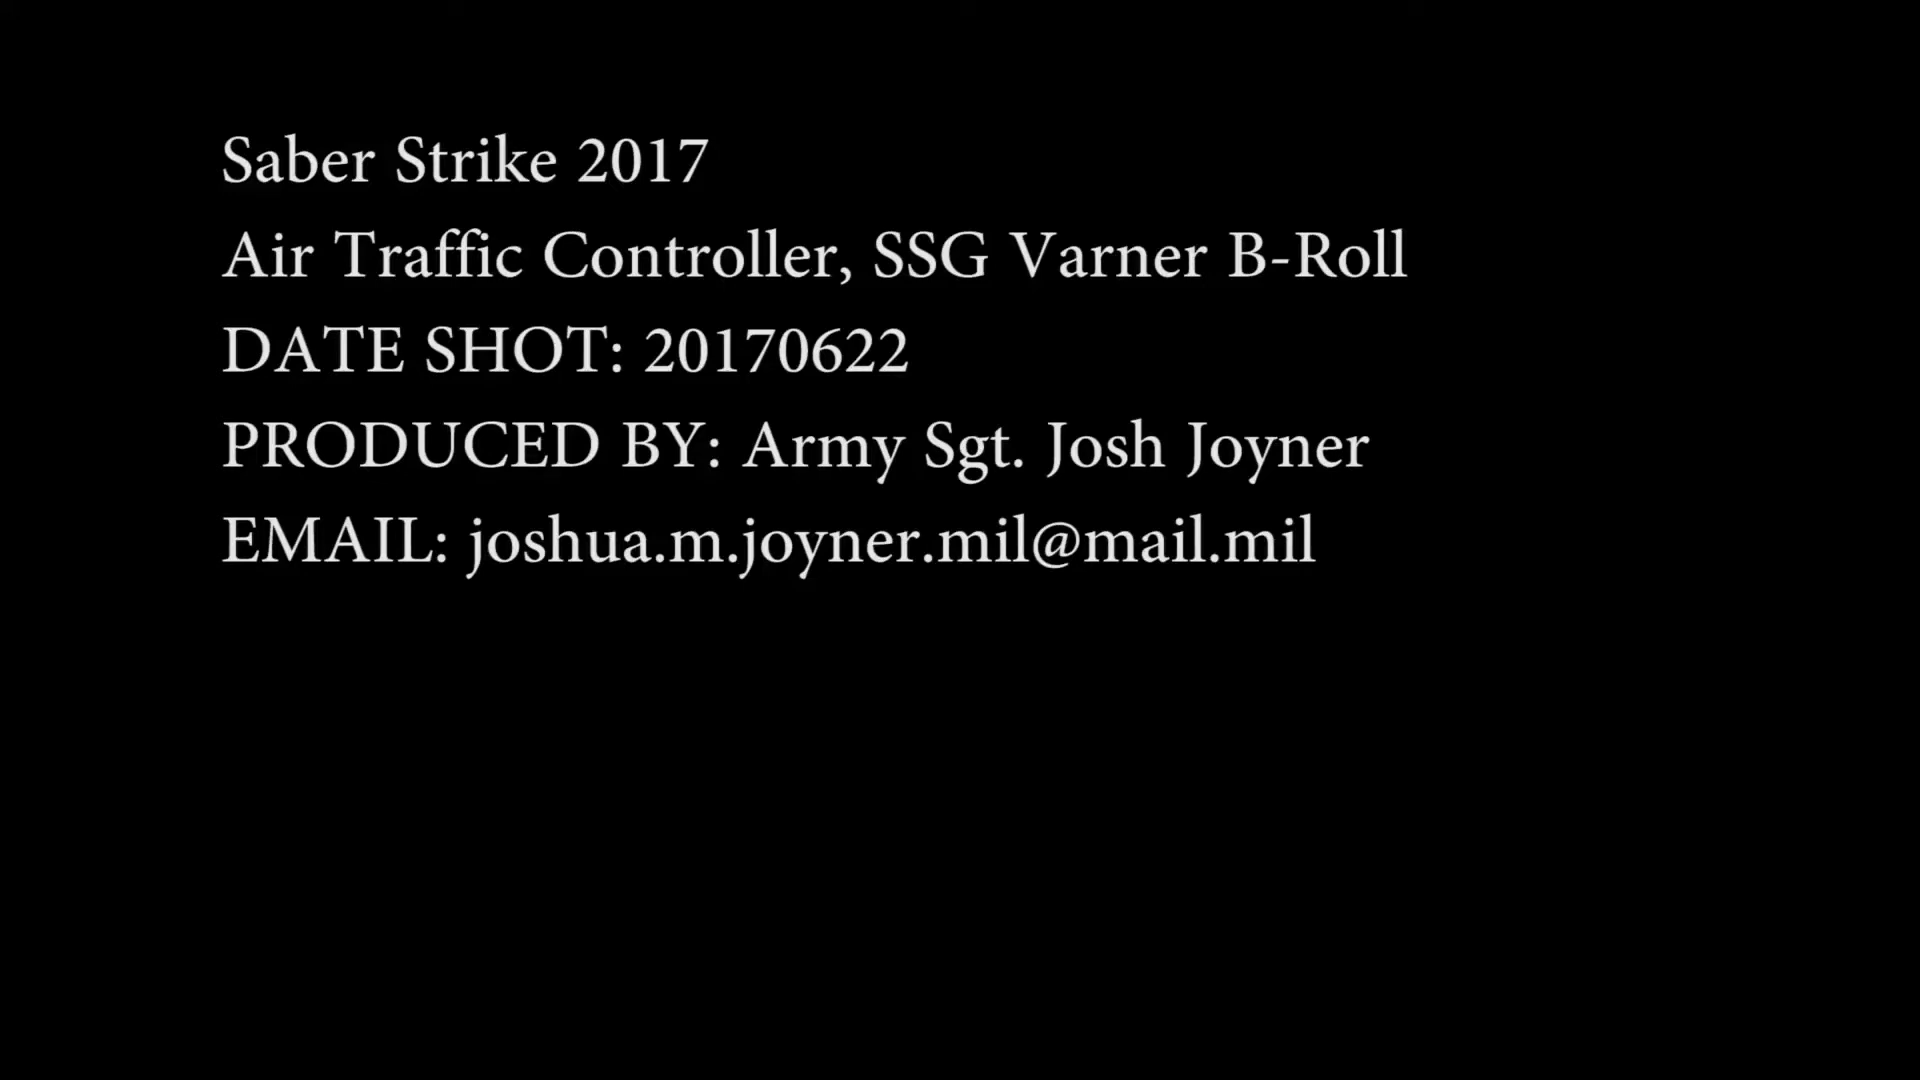 Saber Strike 2017
Air Traffic Controller, SSG Varner B-Roll
DATE SHOT: 20170622
PRODUCED BY: Army Sgt. Josh Joyner
EMAIL: joshua.m.joyner.mil@mail.mil